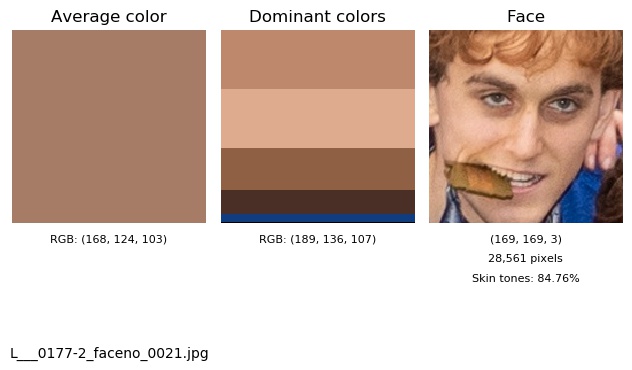 Average color
Dominant colors
Face
RGB: (168, 124, 103)
RGB: (189, 136, 107)
(169, 169, 3)
28,561 pixels
Skin tones: 84.76%
L___0177-2_faceno_0021.jpg